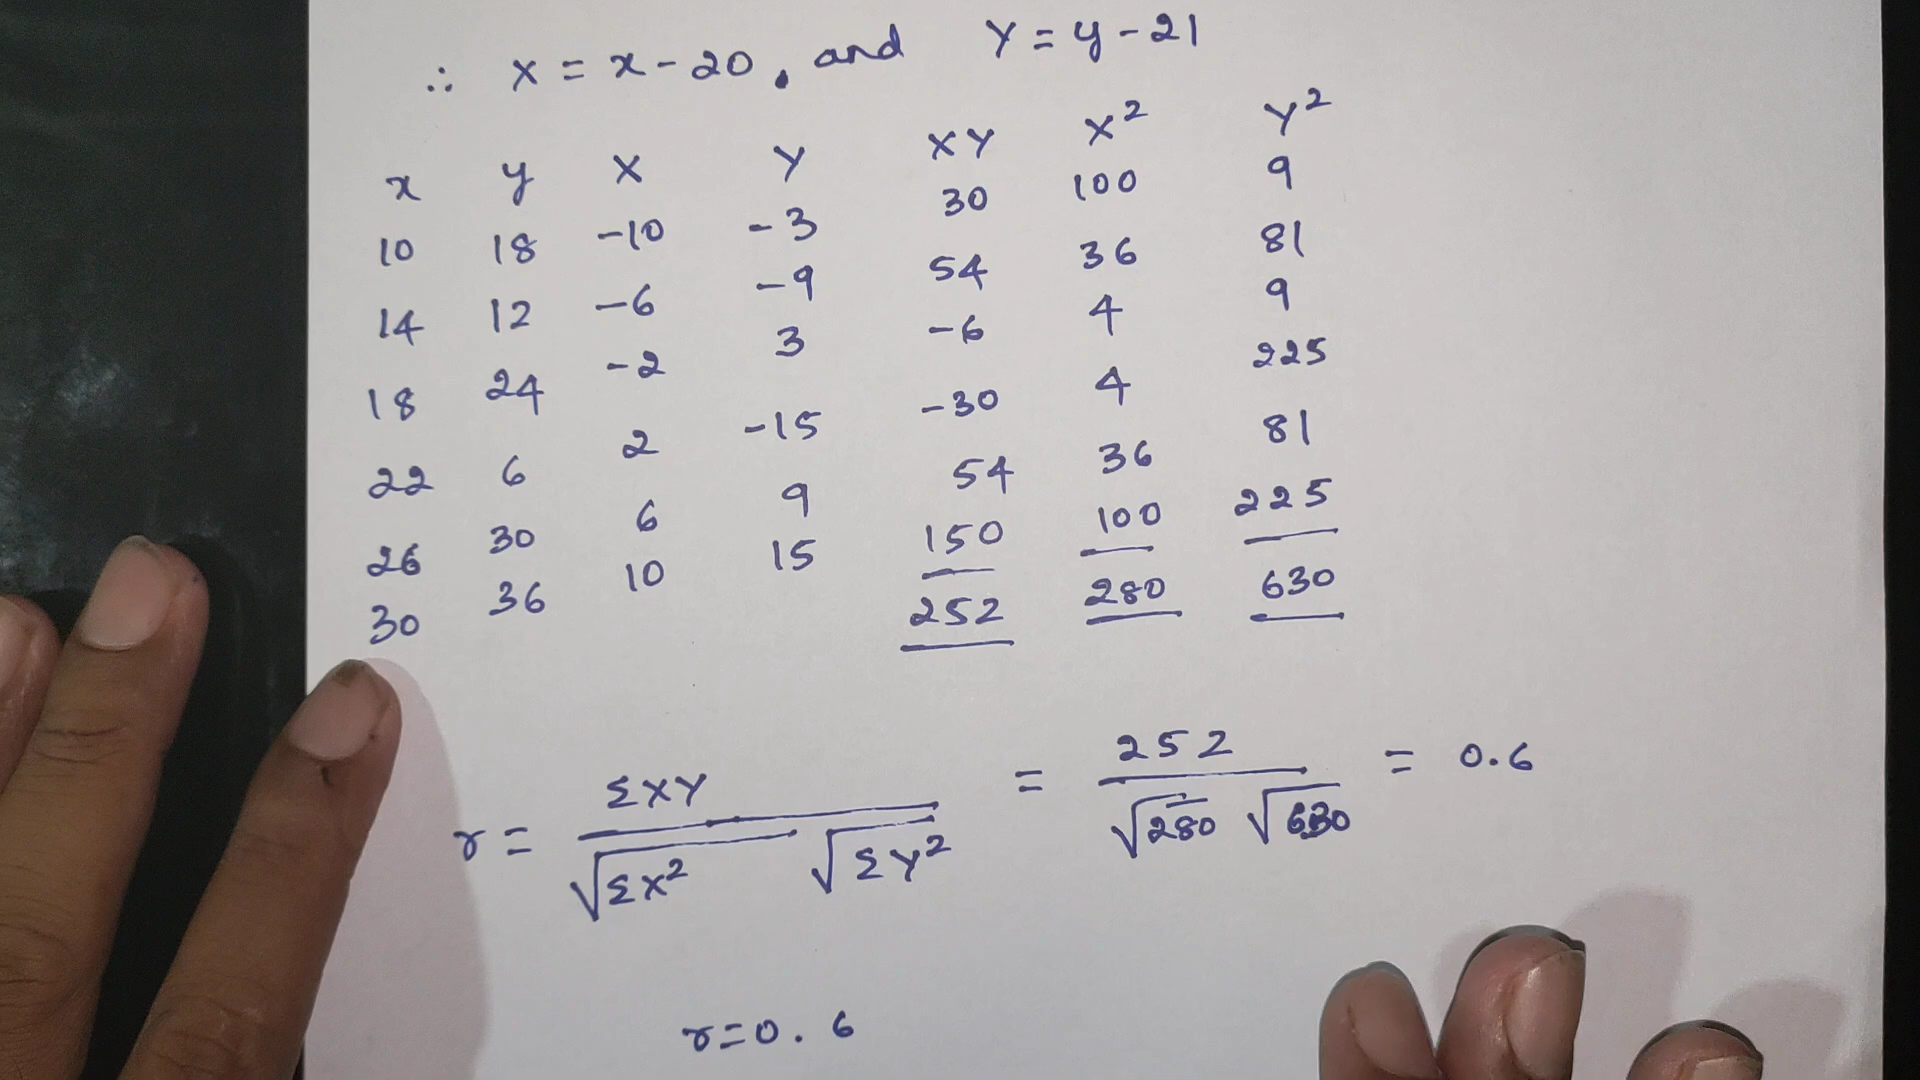 ∴ X = x - 20, and Y = y - 21
x y X Y XY X² Y²
10 18 -10 -3 30 100 9
14 12 -6 -9 54 36 81
18 24 -2 3 -6 4 9
22 6 2 -15 -30 4 225
26 30 6 9 54 36 81
30 36 10 15 150 100 225
252 280 630
r = ΣXY / √ΣX² √ΣY² = 252 / √280 √630 = 0.6
r = 0.6